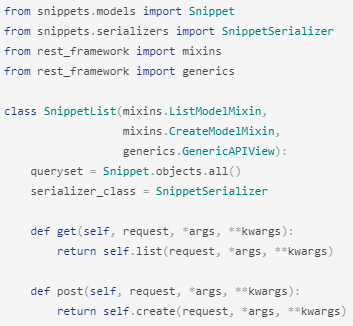 from snippets.models import Snippet
from snippets.serializers import SnippetSerializer
from rest_framework import mixins
from rest_framework import generics

class SnippetList(mixins.ListModelMixin,
                  mixins.CreateModelMixin,
                  generics.GenericAPIView):
    queryset = Snippet.objects.all()
    serializer_class = SnippetSerializer

    def get(self, request, *args, **kwargs):
        return self.list(request, *args, **kwargs)

    def post(self, request, *args, **kwargs):
        return self.create(request, *args, **kwargs)